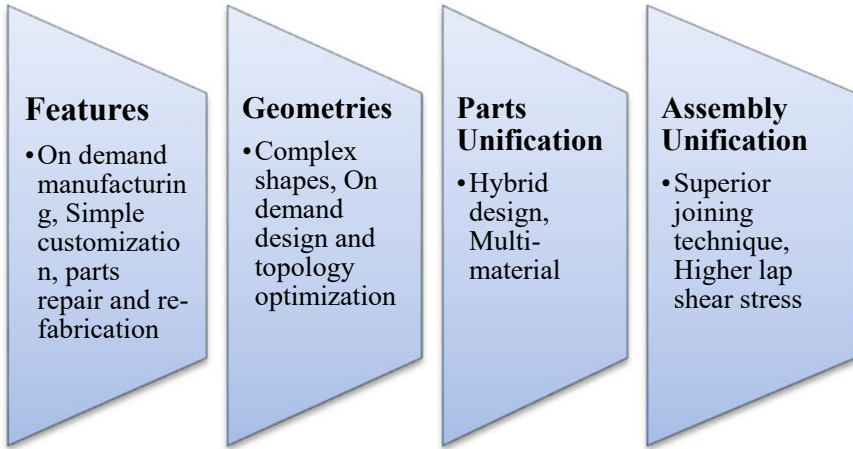 Features
•On demand
manufacturin
g, Simple
customizatio
n, parts
repair and re-
fabrication
Geometries
•Complex
shapes, On
demand
design and
topology
optimization
Parts
Unification
•Hybrid
design,
Multi-
material
Assembly
Unification
•Superior
joining
technique,
Higher lap
shear stress